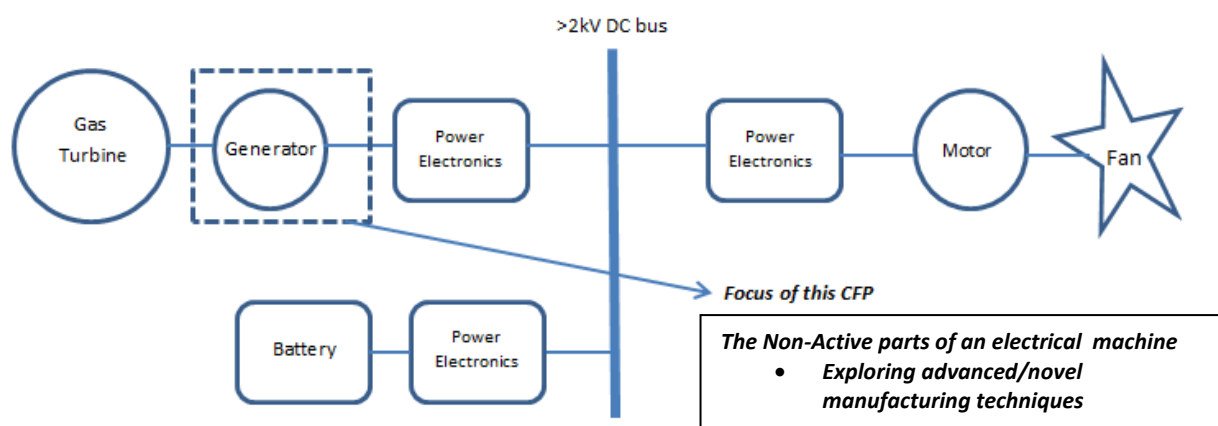 >2kV DC bus
Gas
Turbine
Generator
Power
Electronics
Power
Electronics
Motor
Fan
Focus of this CFP
Battery
Power
Electronics
The Non-Active parts of an electrical machine
• Exploring advanced/novel
manufacturing techniques